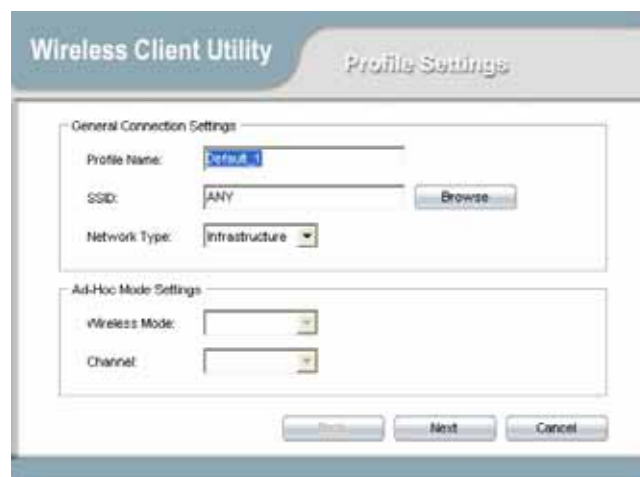 Wireless Client Utility
Profile Settings
General Connection Settings
Profile Name: Default_1
SSID: ANY Browse
Network Type: Infrastructure
Ad-Hoc Mode Settings
Wireless Mode:
Channel:
Back Next Cancel